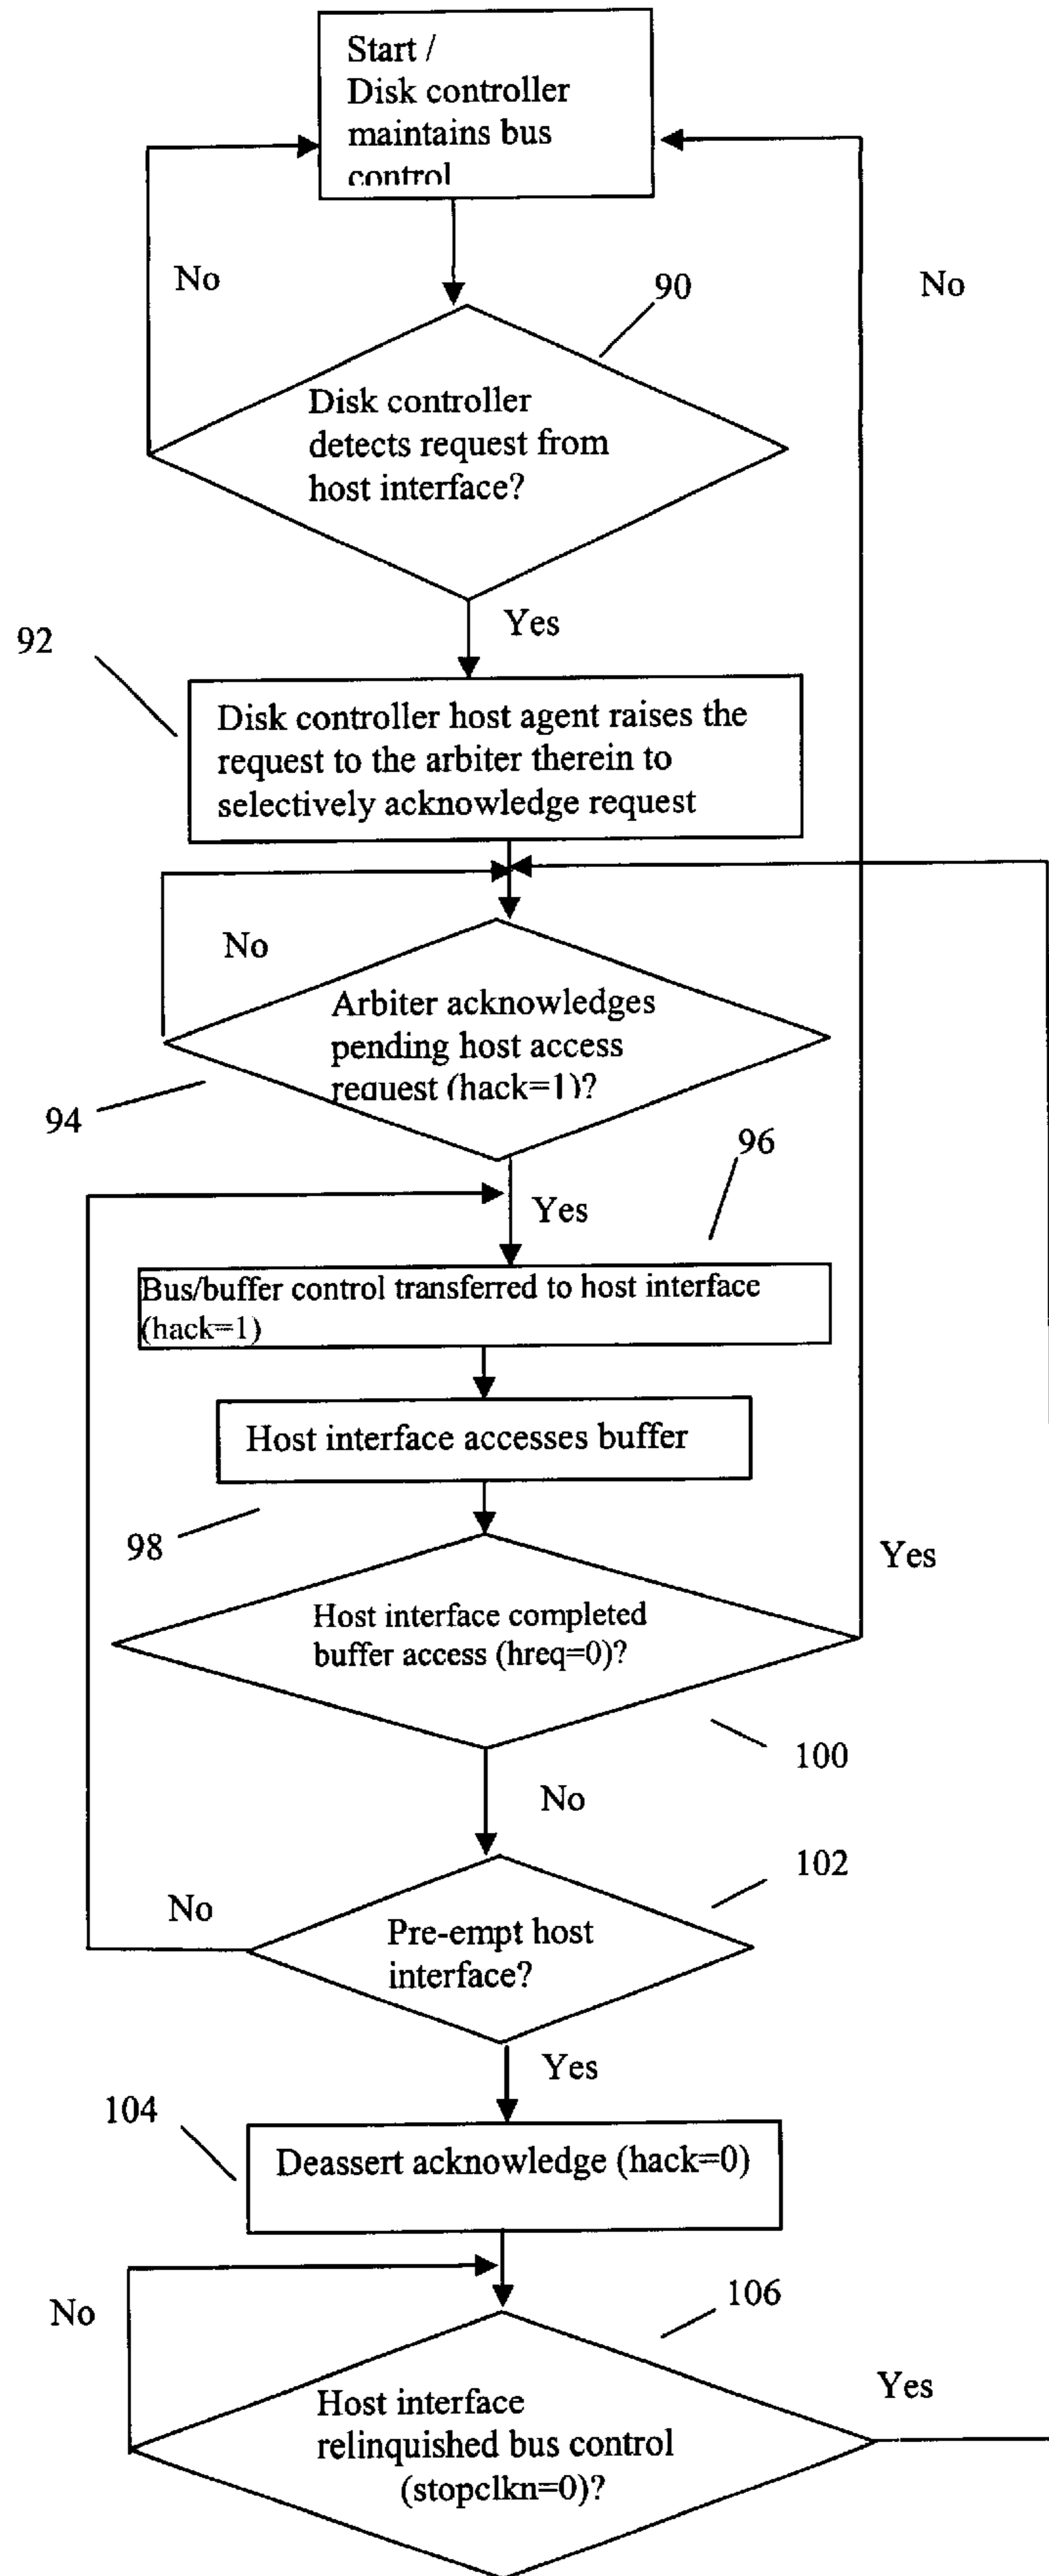 Start /
Disk controller
maintains bus
control
No
90
No
Disk controller
detects request from
host interface?
Yes
92
Disk controller host agent raises the
request to the arbiter therein to
selectively acknowledge request
No
Arbiter acknowledges
pending host access
request (hack=1)?
94
96
Yes
Bus/buffer control transferred to host interface
(hack=1)
Host interface accesses buffer
98
Yes
Host interface completed
buffer access (hreq=0)?
100
No
102
No
Pre-empt host
interface?
Yes
104
Deassert acknowledge (hack=0)
106
No
Yes
Host interface
relinquished bus control
(stopclkn=0)?